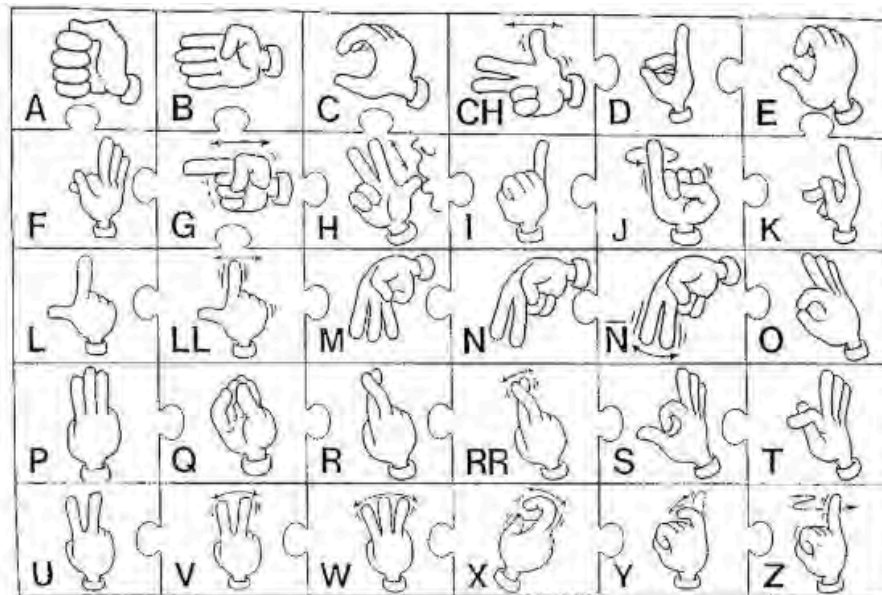 A B C CH D E
F G H I J K
L LL M N Ñ O
P Q R RR S T
U V W X Y Z